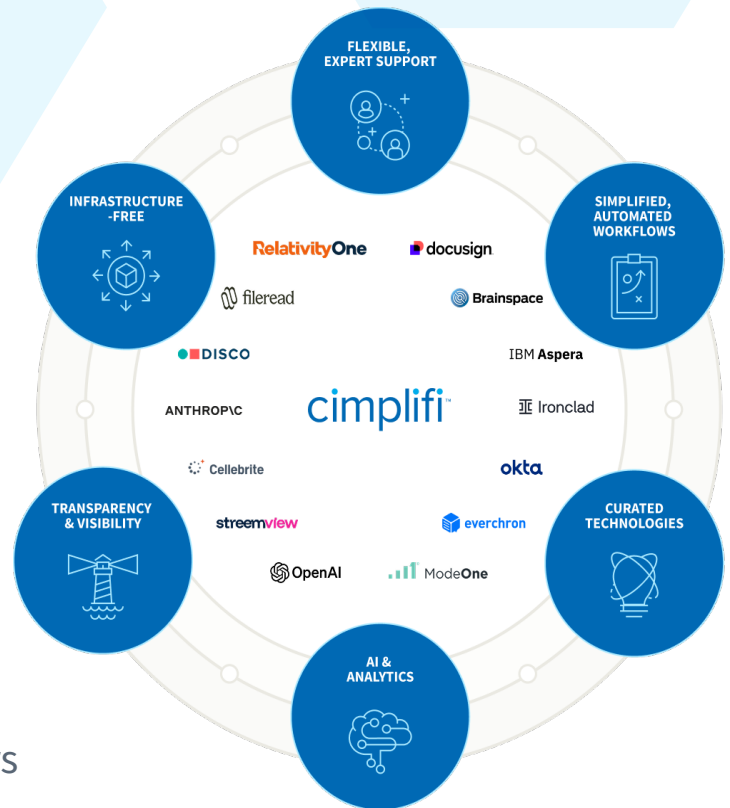 FLEXIBLE,
EXPERT SUPPORT
INFRASTRUCTURE
-FREE
SIMPLIFIED,
AUTOMATED
WORKFLOWS
RelativityOne
docusign
fileread
Brainspace
DISCO
IBM Aspera
ANTHROP\C
cimplifi™
Ironclad
Cellebrite
okta
TRANSPARENCY
& VISIBILITY
streemview
everchron
CURATED
TECHNOLOGIES
OpenAI
ModeOne
AI &
ANALYTICS